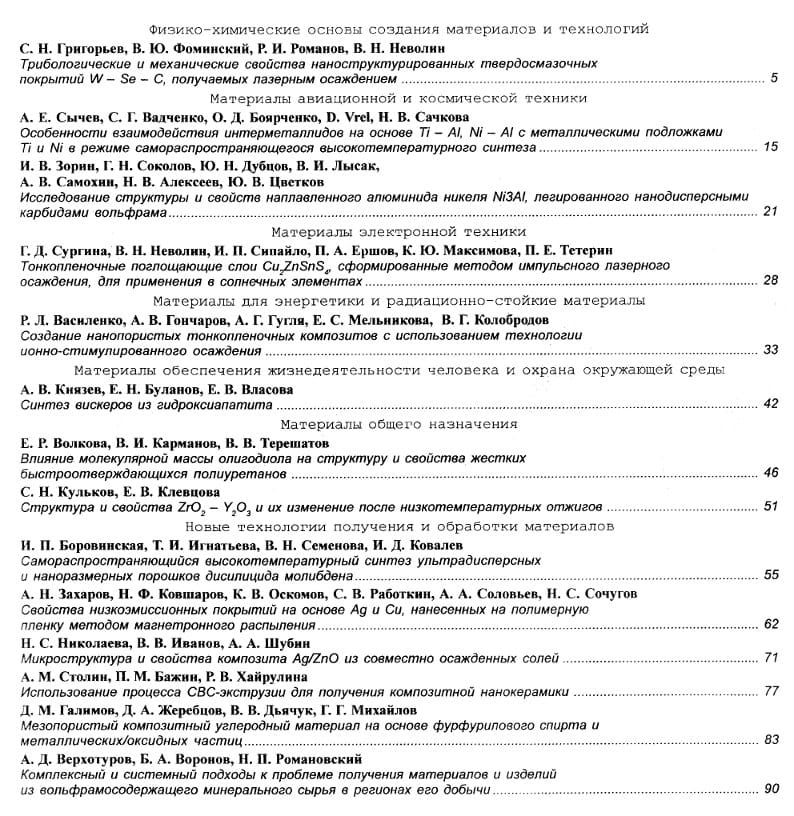 Физико-химические основы создания материалов и технологий
С. Н. Григорьев, В. Ю. Фоминский, Р. И. Романов, В. Н. Неволин
Трибологические и механические свойства наноструктурированных твердосмазочных
покрытий W – Se – C, получаемых лазерным осаждением ... 5
Материалы авиационной и космической техники
А. Е. Сычев, С. Г. Вадченко, О. Д. Боярченко, D. Vrel, Н. В. Сачкова
Особенности взаимодействия интерметаллидов на основе Ti – Al, Ni – Al с металлическими подложками
Ti и Ni в режиме самораспространяющегося высокотемпературного синтеза ... 15
И. В. Зорин, Г. Н. Соколов, Ю. Н. Дубцов, В. И. Лысак,
А. В. Самохин, Н. В. Алексеев, Ю. В. Цветков
Исследование структуры и свойств наплавленного алюминида никеля Ni3Al, легированного нанодисперсными
карбидами вольфрама ... 21
Материалы электронной техники
Г. Д. Сургина, В. Н. Неволин, И. П. Сипайло, П. А. Ершов, К. Ю. Максимова, П. Е. Тетерин
Тонкопленочные поглощающие слои Cu₂ZnSnS₄, сформированные методом импульсного лазерного
осаждения, для применения в солнечных элементах ... 28
Материалы для энергетики и радиационно-стойкие материалы
Р. Л. Василенко, А. В. Гончаров, А. Г. Гугля, Е. С. Мельникова, В. Г. Колобродов
Создание нанопористых тонкопленочных композитов с использованием технологии
ионно-стимулированного осаждения ... 33
Материалы обеспечения жизнедеятельности человека и охрана окружающей среды
А. В. Князев, Е. Н. Буланов, Е. В. Власова
Синтез вискеров из гидроксиапатита ... 42
Материалы общего назначения
Е. Р. Волкова, В. И. Карманов, В. В. Терешатов
Влияние молекулярной массы олигодиола на структуру и свойства жестких
быстроотверждающихся полиуретанов ... 46
С. Н. Кульков, Е. В. Клевцова
Структура и свойства ZrO₂ – Y₂O₃ и их изменение после низкотемпературных отжигов ... 51
Новые технологии получения и обработки материалов
И. П. Боровинская, Т. И. Игнатьева, В. Н. Семенова, И. Д. Ковалев
Самораспространяющийся высокотемпературный синтез ультрадисперсных
и наноразмерных порошков дисилицида молибдена ... 55
А. Н. Захаров, Н. Ф. Ковшаров, К. В. Оскомов, С. В. Работкин, А. А. Соловьев, Н. С. Сочугов
Свойства низкоэмиссионных покрытий на основе Ag и Cu, нанесенных на полимерную
пленку методом магнетронного распыления ... 62
Н. С. Николаева, В. В. Иванов, А. А. Шубин
Микроструктура и свойства композита Ag/ZnO из совместно осажденных солей ... 71
А. М. Столин, П. М. Бажин, Р. В. Хайрулина
Использование процесса СВС-экструзии для получения композитной нанокерамики ... 77
Д. М. Галимов, Д. А. Жеребцов, В. В. Дьячук, Г. Г. Михайлов
Мезопористый композитный углеродный материал на основе фурфурилового спирта и
металлических/оксидных частиц ... 83
А. Д. Верхотуров, Б. А. Воронов, Н. П. Романовский
Комплексный и системный подходы к проблеме получения материалов и изделий
из вольфрамосодержащего минерального сырья в регионах его добычи ... 90